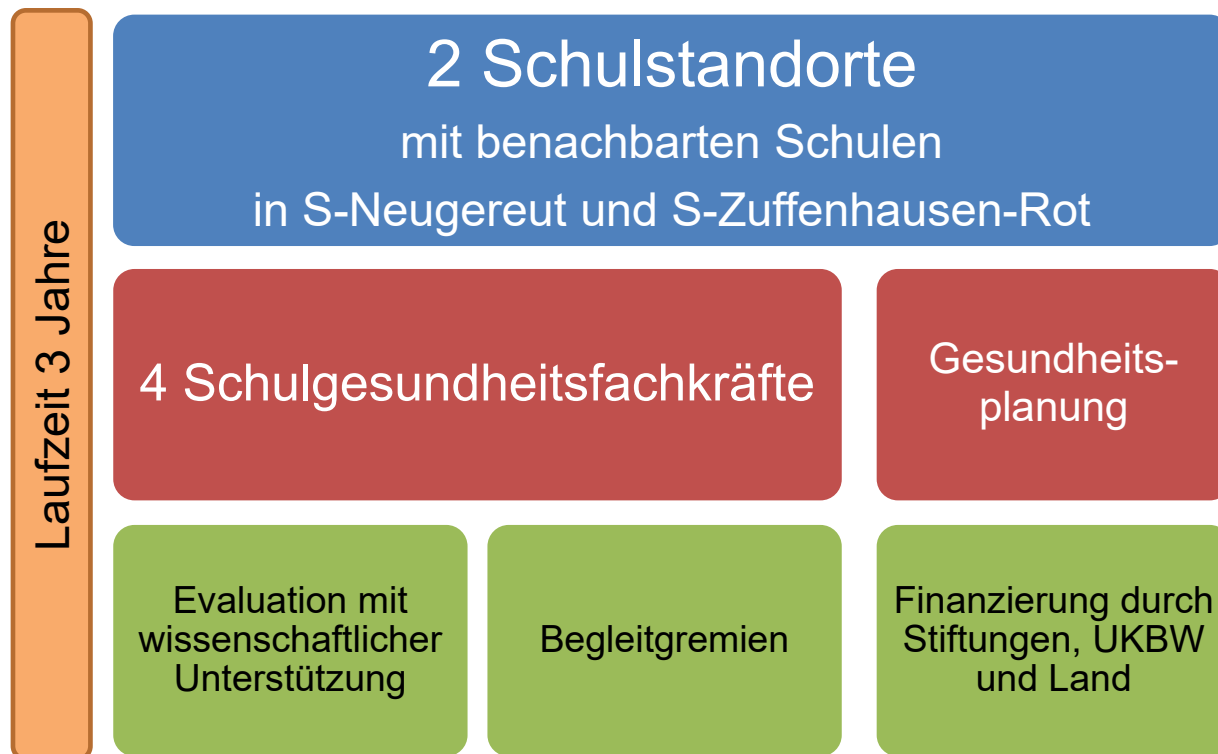 Laufzeit 3 Jahre
2 Schulstandorte
mit benachbarten Schulen
in S-Neugereut und S-Zuffenhausen-Rot
4 Schulgesundheitsfachkräfte
Gesundheits-
planung
Evaluation mit
wissenschaftlicher
Unterstützung
Begleitgremien
Finanzierung durch
Stiftungen, UKBW
und Land